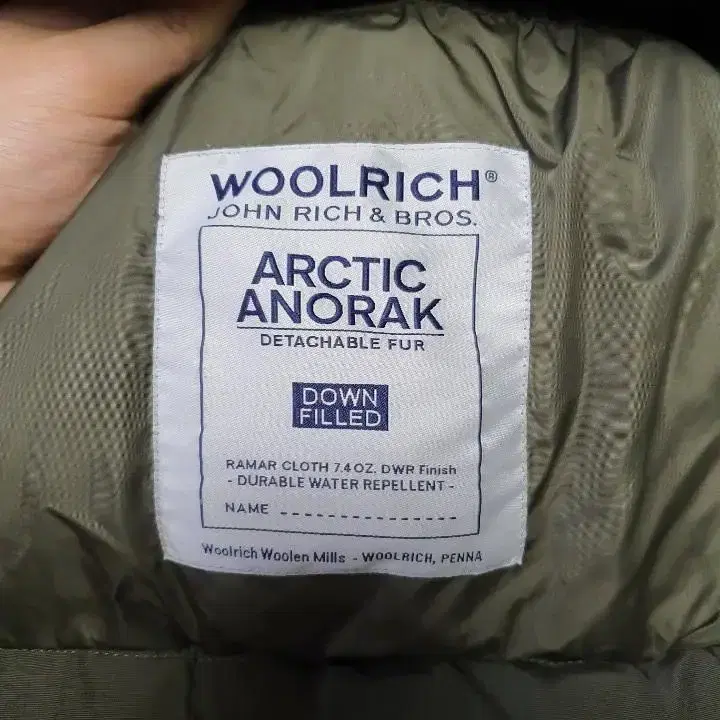 WOOLRICH®
JOHN RICH & BROS.
ARCTIC
ANORAK
DETACHABLE FUR
DOWN
FILLED
RAMAR CLOTH 7.4 OZ. DWR Finish
- DURABLE WATER REPELLENT -
NAME _ _ _ _ _ _ _ _ _ _ _ _ _ _
Woolrich Woolen Mills - WOOLRICH, PENNA